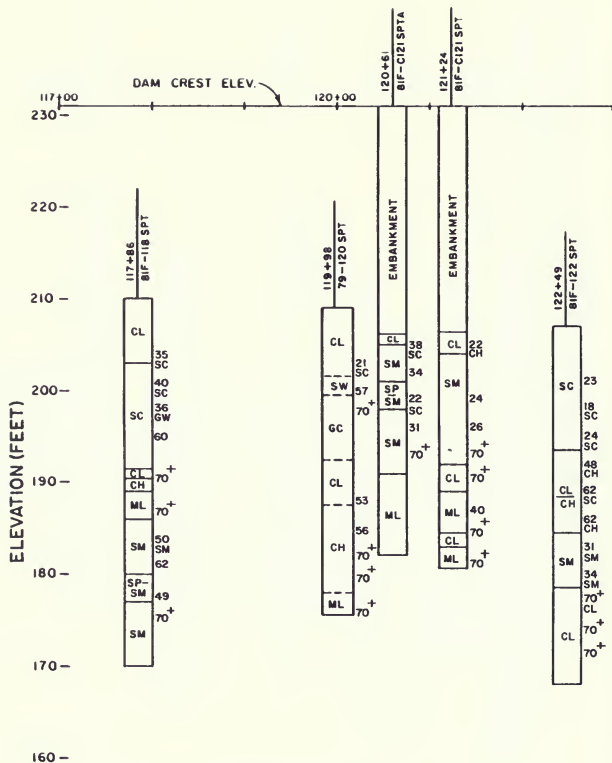 DAM CREST ELEV.
117+00
120+00
ELEVATION (FEET)
230
220
210
200
190
180
170
160
117+86
81F-118 SPT
CL
SC
CL
CH
ML
SM
SP-
SM
SM
35
SC
40
SC
36
GW
60
70+
70+
50
SM
62
49
70+
119+98
79-120 SPT
CL
SW
GC
CL
CH
ML
21
SC
57
70+
53
56
70+
70+
70+
120+61
81F-C121 SPTA
EMBANKMENT
CL
SM
SP
SM
SM
ML
38
SC
34
22
SC
31
70+
121+24
81F-C121 SPT
EMBANKMENT
CL
SM
CL
ML
CL
ML
22
CH
24
26
70+
70+
40
70+
70+
122+49
81F-122 SPT
SC
CL
CH
SM
CL
23
18
SC
24
SC
48
CH
62
SC
62
CH
31
SM
34
SM
70+
CL
70+
70+